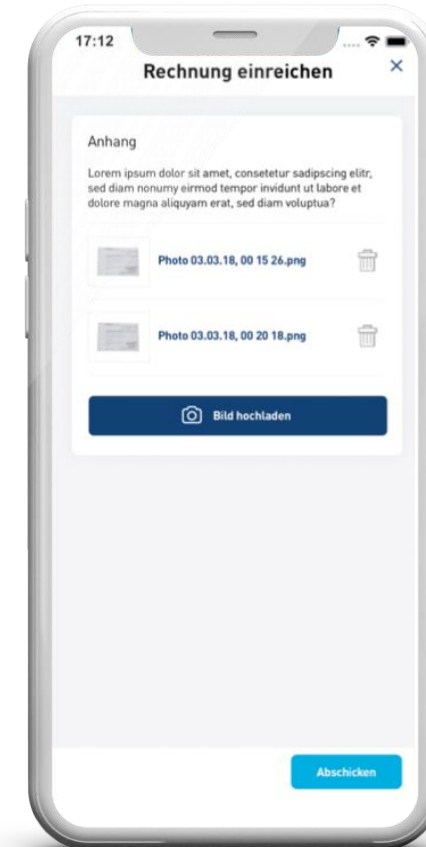 17:12
Rechnung einreichen
Anhang
Lorem ipsum dolor sit amet, consetetur sadipscing elitr,
sed diam nonumy eirmod tempor invidunt ut labore et
dolore magna aliquyam erat, sed diam voluptua?
Photo 03.03.18, 00 15 26.png
Photo 03.03.18, 00 20 18.png
Bild hochladen
Abschicken